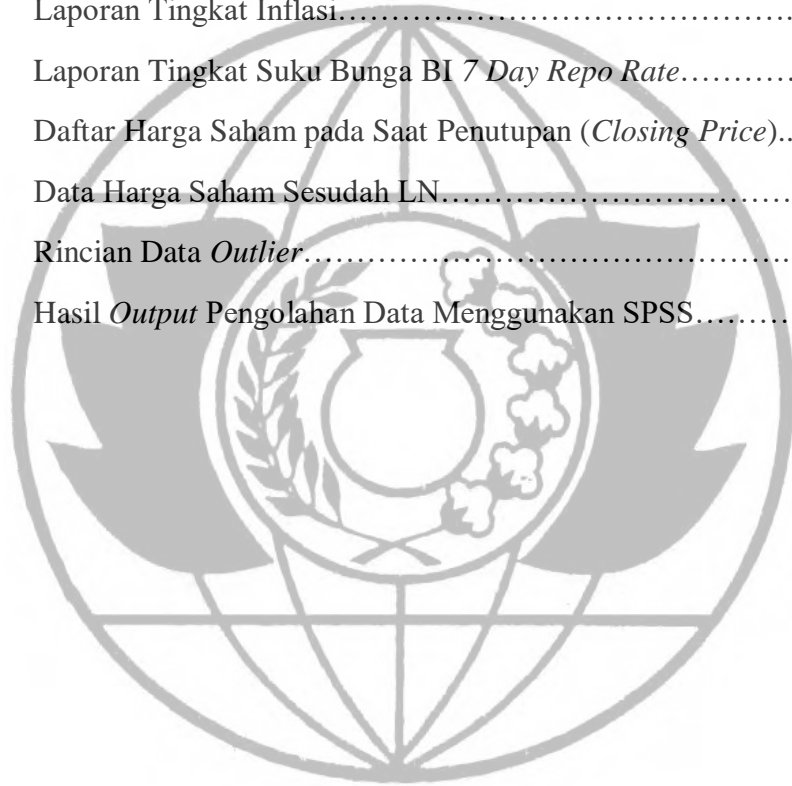 Laporan Tingkat Inflasi……………………………………..
Laporan Tingkat Suku Bunga BI 7 Day Repo Rate………….
Daftar Harga Saham pada Saat Penutupan (Closing Price)..
Data Harga Saham Sesudah LN……………………………….
Rincian Data Outlier…………………………………………..
Hasil Output Pengolahan Data Menggunakan SPSS……….